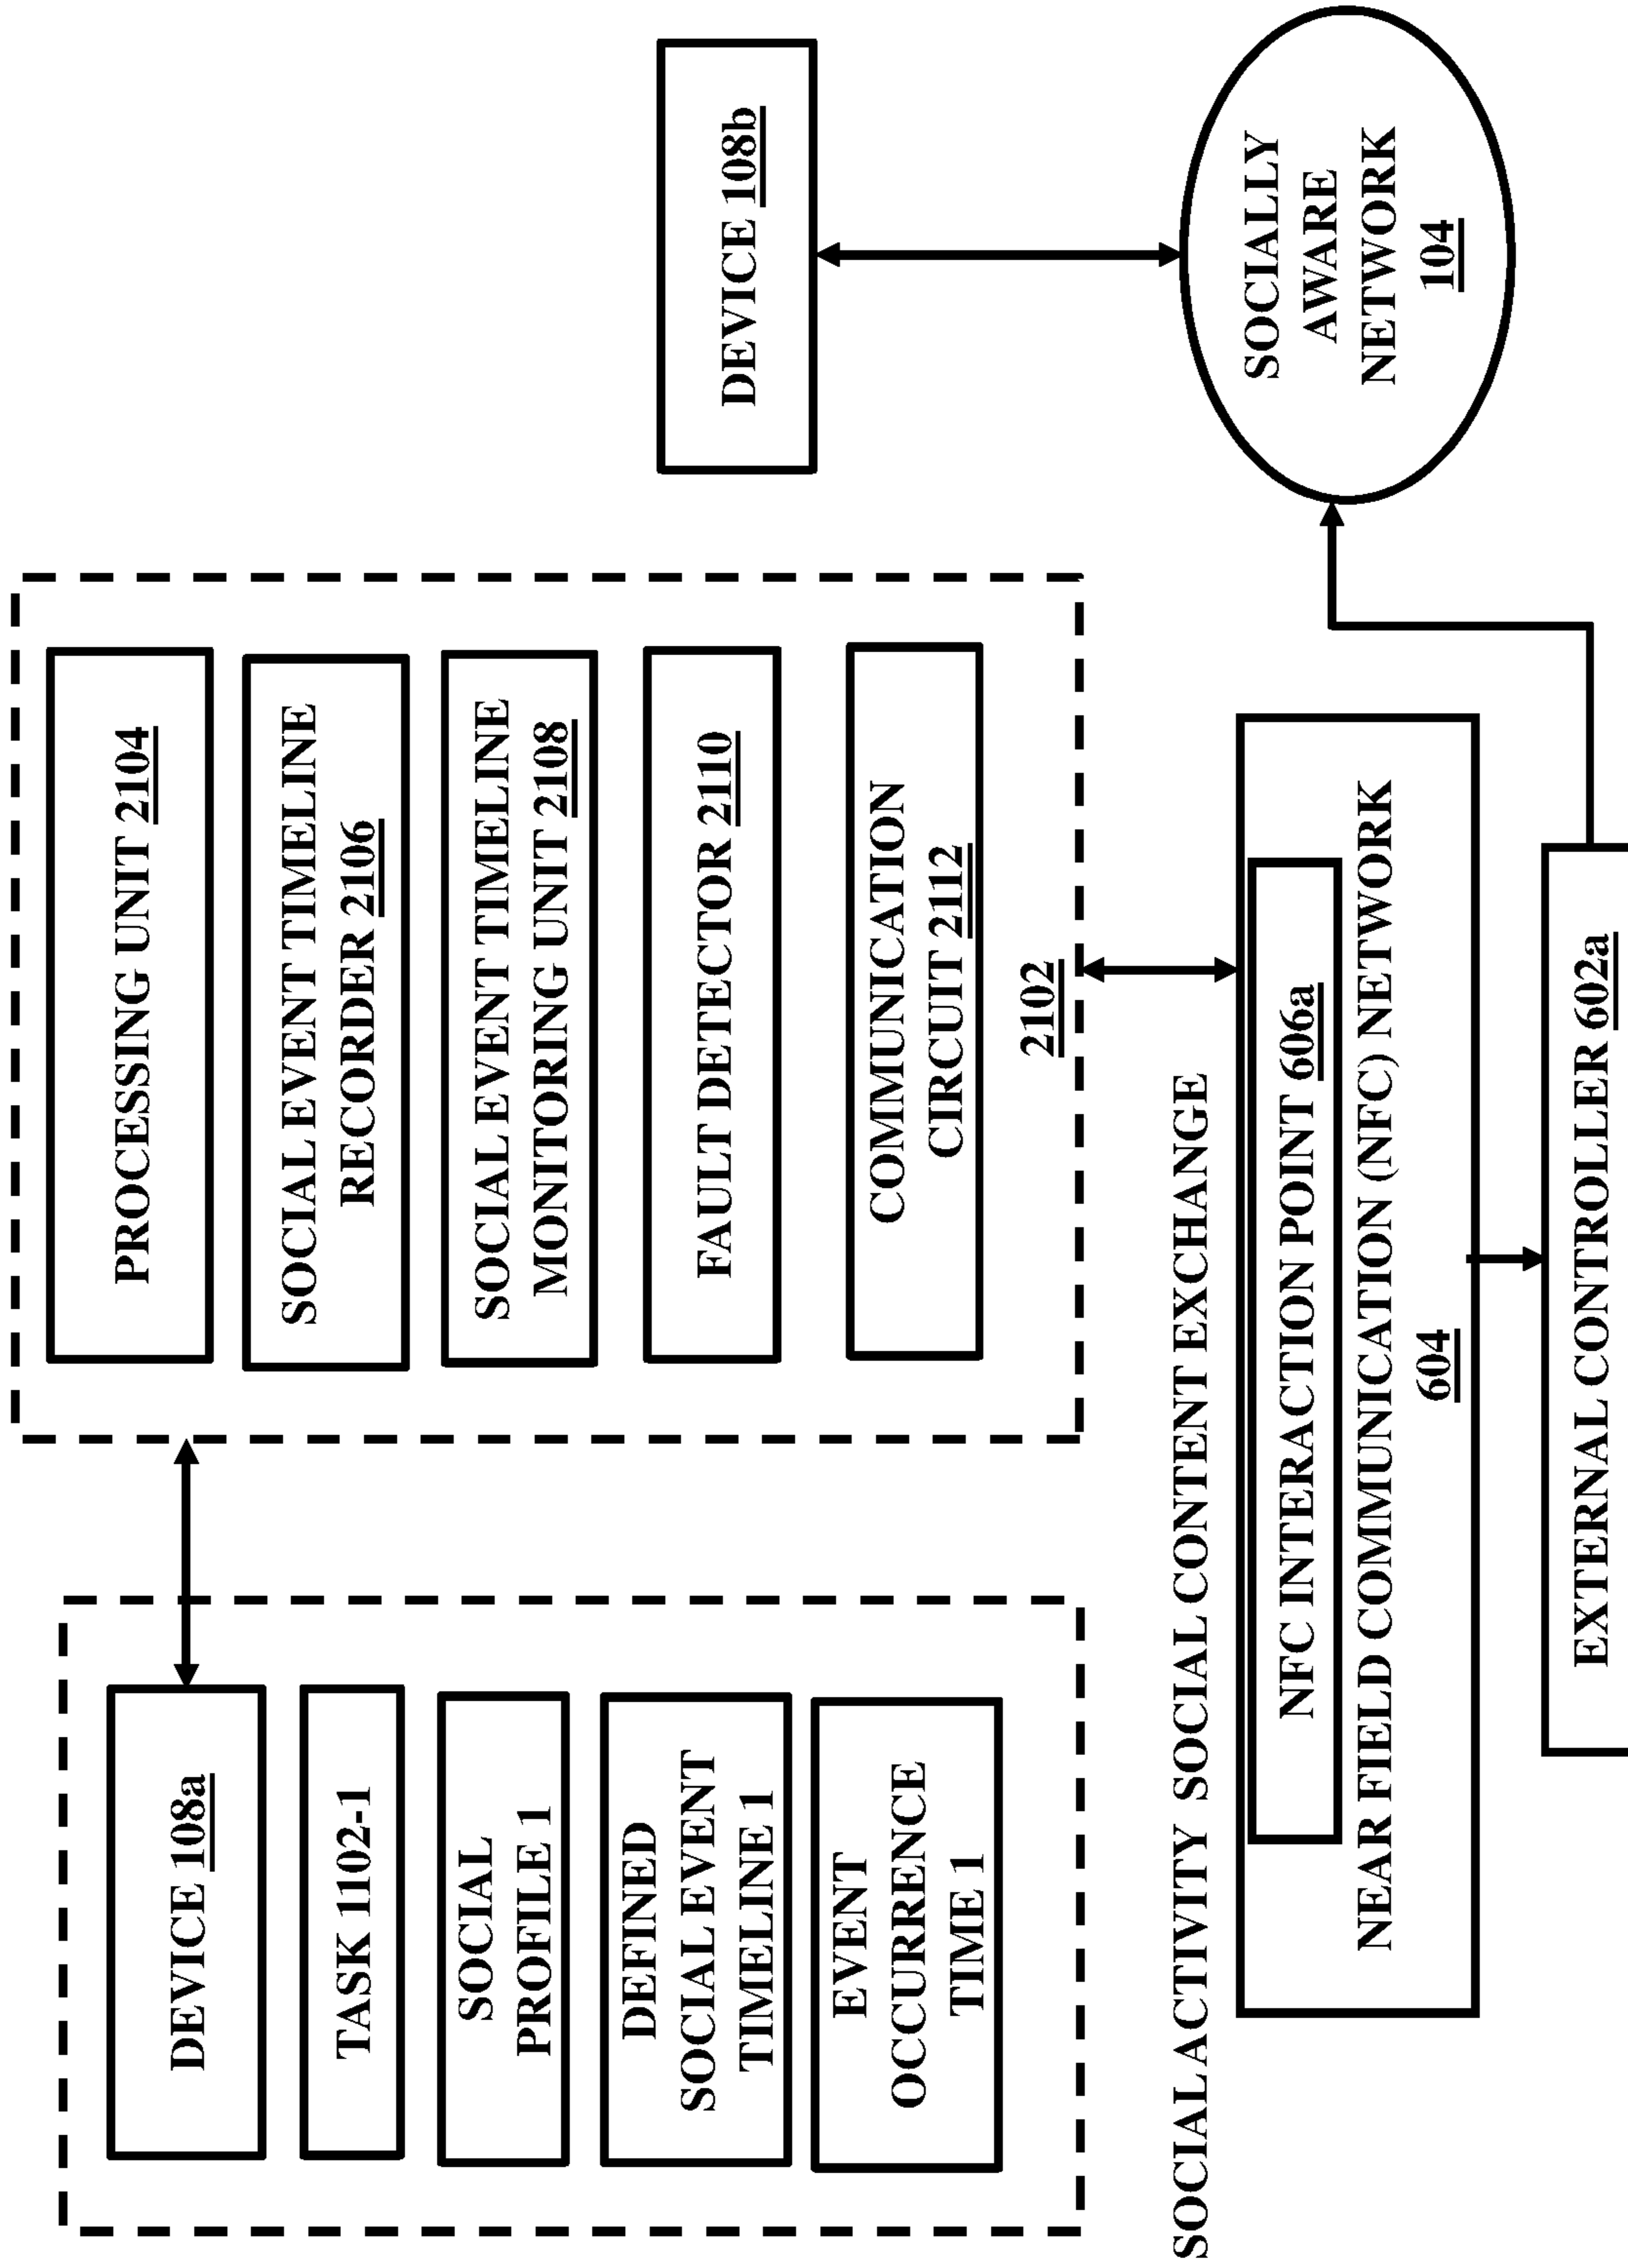 DEVICE 108a
TASK 1102-1
SOCIAL
PROFILE 1
DEFINED
SOCIAL EVENT
TIMELINE 1
EVENT
OCCURRENCE
TIME 1
PROCESSING UNIT 2104
SOCIAL EVENT TIMELINE
RECORDER 2106
SOCIAL EVENT TIMELINE
MONITORING UNIT 2108
FAULT DETECTOR 2110
COMMUNICATION
CIRCUIT 2112
2102
DEVICE 108b
SOCIALLY
AWARE
NETWORK
104
SOCIAL ACTIVITY SOCIAL CONTENT EXCHANGE
NFC INTERACTION POINT 606a
NEAR FIELD COMMUNICATION (NFC) NETWORK
604
EXTERNAL CONTROLLER 602a